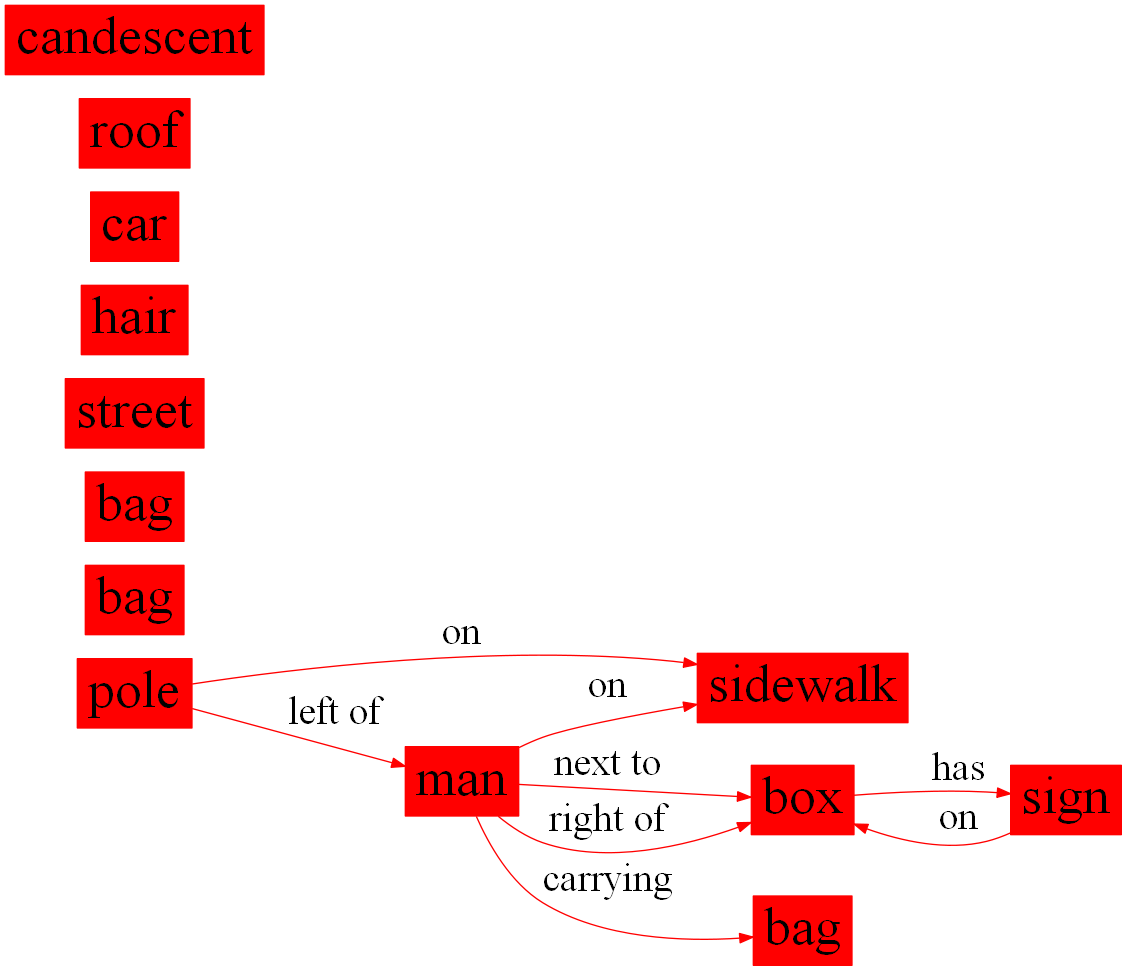 candescent
roof
car
hair
street
bag
bag
on
pole
sidewalk
on
left of
man
next to
box
has
sign
right of
on
carrying
bag